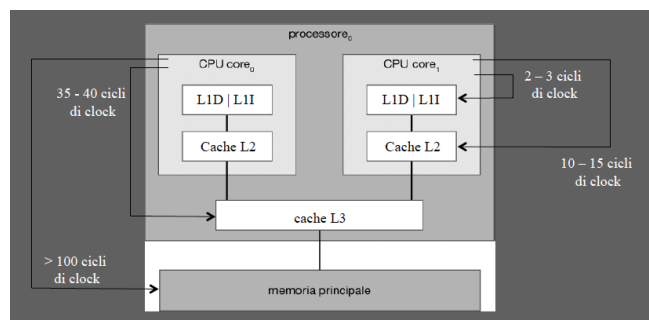 processore₀
CPU core₀
CPU core₁
35 - 40 cicli
di clock
2 – 3 cicli
di clock
L1D | L1I
L1D | L1I
Cache L2
Cache L2
10 – 15 cicli
di clock
cache L3
> 100 cicli
di clock
memoria principale